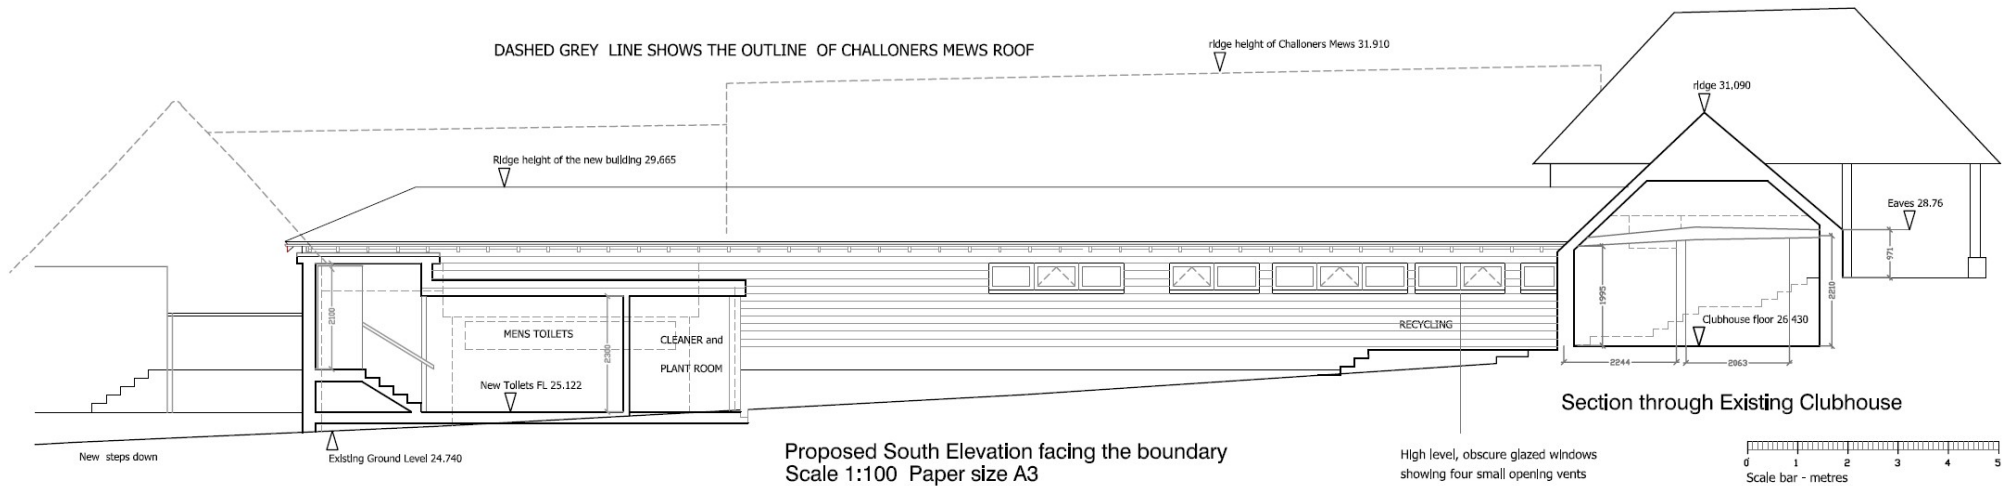 DASHED GREY LINE SHOWS THE OUTLINE OF CHALLONERS MEWS ROOF
ridge height of Challoners Mews 31.910
ridge 31,090
Ridge height of the new building 29.665
Eaves 28.76
971
2100
MENS TOILETS
2300
CLEANER and
PLANT ROOM
New Toilets FL 25.122
RECYCLING
1995
2210
Clubhouse floor 26.430
2244
2063
Section through Existing Clubhouse
New steps down
Existing Ground Level 24.740
Proposed South Elevation facing the boundary
Scale 1:100 Paper size A3
High level, obscure glazed windows
showing four small opening vents
0 1 2 3 4 5
Scale bar - metres